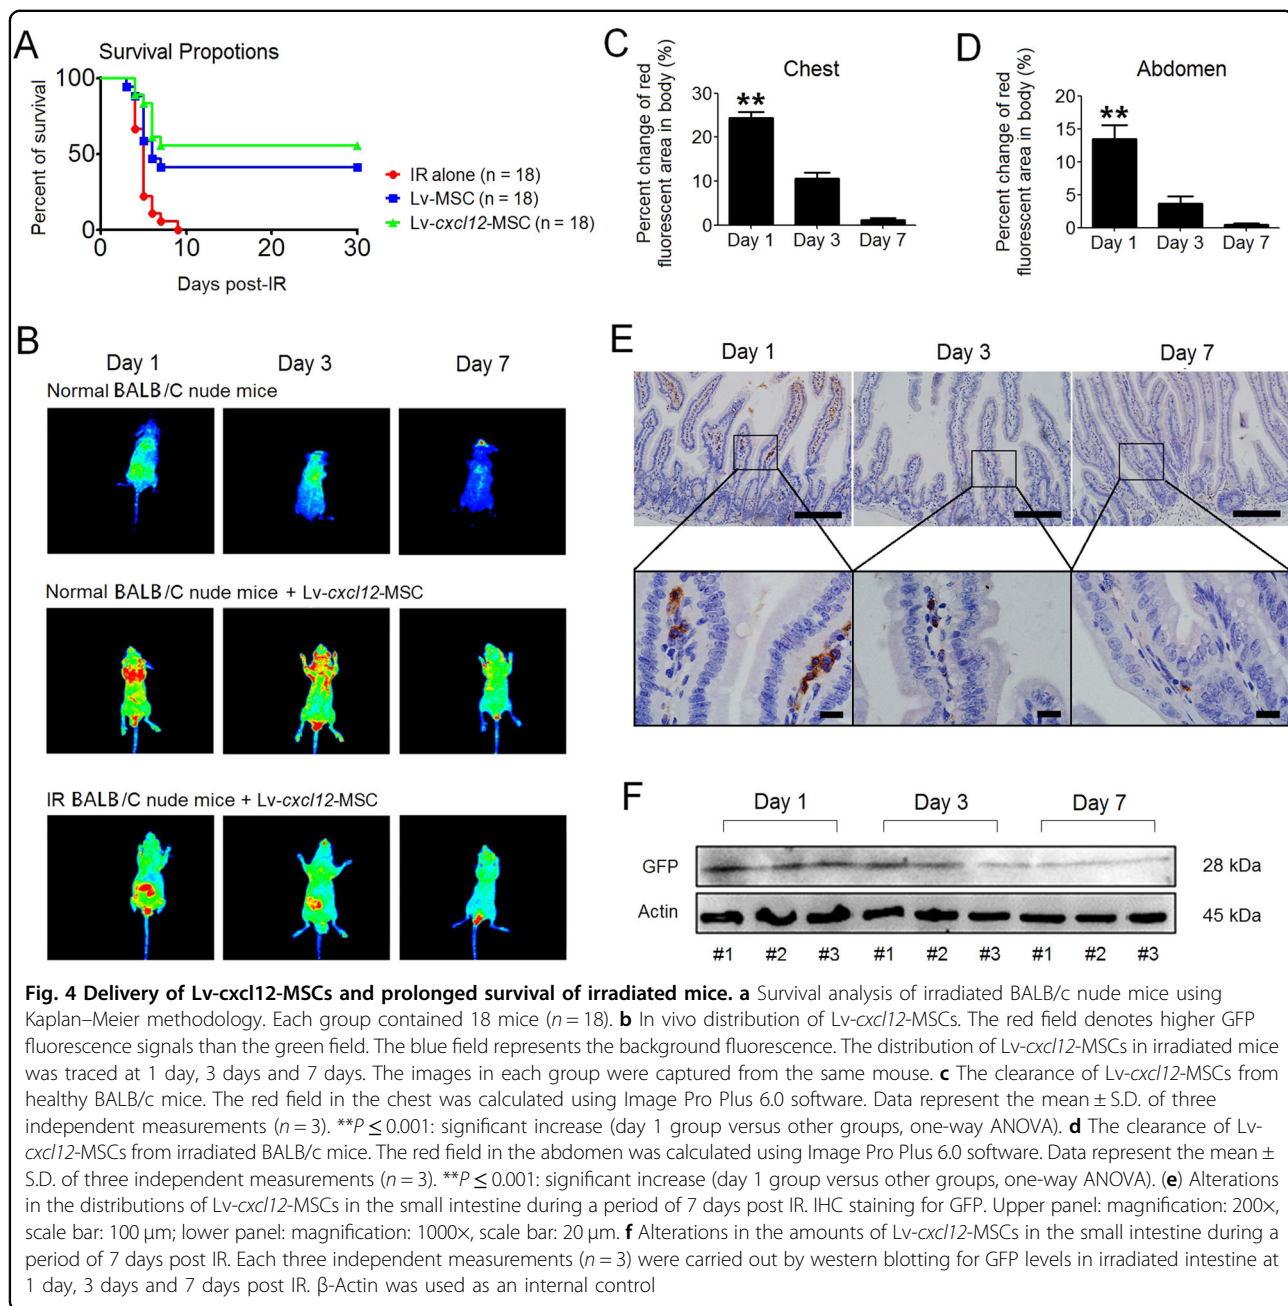 A
Survival Propotions
Percent of survival
100
50
0
0
10
20
30
Days post-IR
IR alone (n = 18)
Lv-MSC (n = 18)
Lv-cxcl12-MSC (n = 18)
C
Chest
Percent change of red
fluorescent area in body (%)
30
20
10
0
**
Day 1
Day 3
Day 7
D
Abdomen
Percent change of red
fluorescent area in body (%)
20
15
10
5
0
**
Day 1
Day 3
Day 7
B
Day 1
Day 3
Day 7
Normal BALB/C nude mice
Normal BALB/C nude mice + Lv-cxcl12-MSC
IR BALB/C nude mice + Lv-cxcl12-MSC
E
Day 1
Day 3
Day 7
F
Day 1
Day 3
Day 7
GFP
28 kDa
Actin
45 kDa
#1 #2 #3 #1 #2 #3 #1 #2 #3
Fig. 4 Delivery of Lv-cxcl12-MSCs and prolonged survival of irradiated mice. a Survival analysis of irradiated BALB/c nude mice using
Kaplan–Meier methodology. Each group contained 18 mice (n = 18). b In vivo distribution of Lv-cxcl12-MSCs. The red field denotes higher GFP
fluorescence signals than the green field. The blue field represents the background fluorescence. The distribution of Lv-cxcl12-MSCs in irradiated mice
was traced at 1 day, 3 days and 7 days. The images in each group were captured from the same mouse. c The clearance of Lv-cxcl12-MSCs from
healthy BALB/c mice. The red field in the chest was calculated using Image Pro Plus 6.0 software. Data represent the mean ± S.D. of three
independent measurements (n = 3). **P ≤ 0.001: significant increase (day 1 group versus other groups, one-way ANOVA). d The clearance of Lv-
cxcl12-MSCs from irradiated BALB/c mice. The red field in the abdomen was calculated using Image Pro Plus 6.0 software. Data represent the mean ±
S.D. of three independent measurements (n = 3). **P ≤ 0.001: significant increase (day 1 group versus other groups, one-way ANOVA). (e) Alterations
in the distributions of Lv-cxcl12-MSCs in the small intestine during a period of 7 days post IR. IHC staining for GFP. Upper panel: magnification: 200×,
scale bar: 100 μm; lower panel: magnification: 1000×, scale bar: 20 μm. f Alterations in the amounts of Lv-cxcl12-MSCs in the small intestine during a
period of 7 days post IR. Each three independent measurements (n = 3) were carried out by western blotting for GFP levels in irradiated intestine at
1 day, 3 days and 7 days post IR. β-Actin was used as an internal control